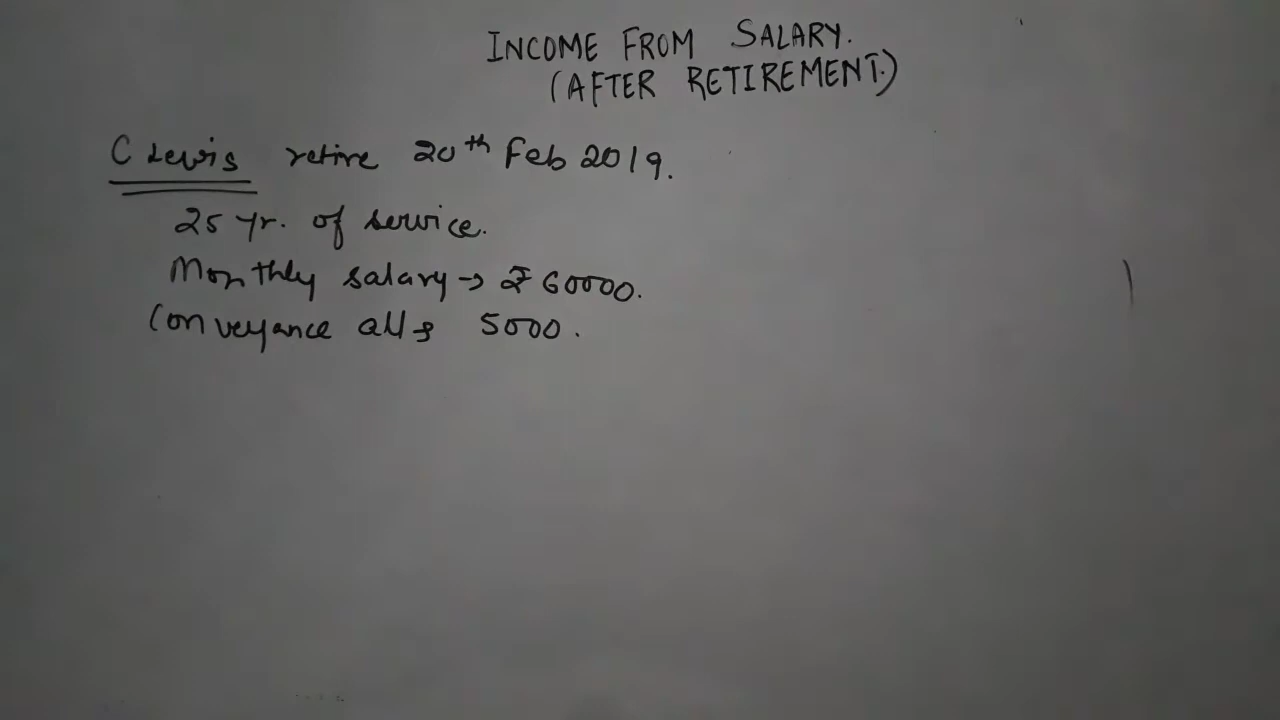 INCOME FROM SALARY.
(AFTER RETIREMENT.)
C Lewis retire 20th Feb 2019.
25 yr. of service.
Monthly salary → ₹ 60000.
Conveyance all 5000.